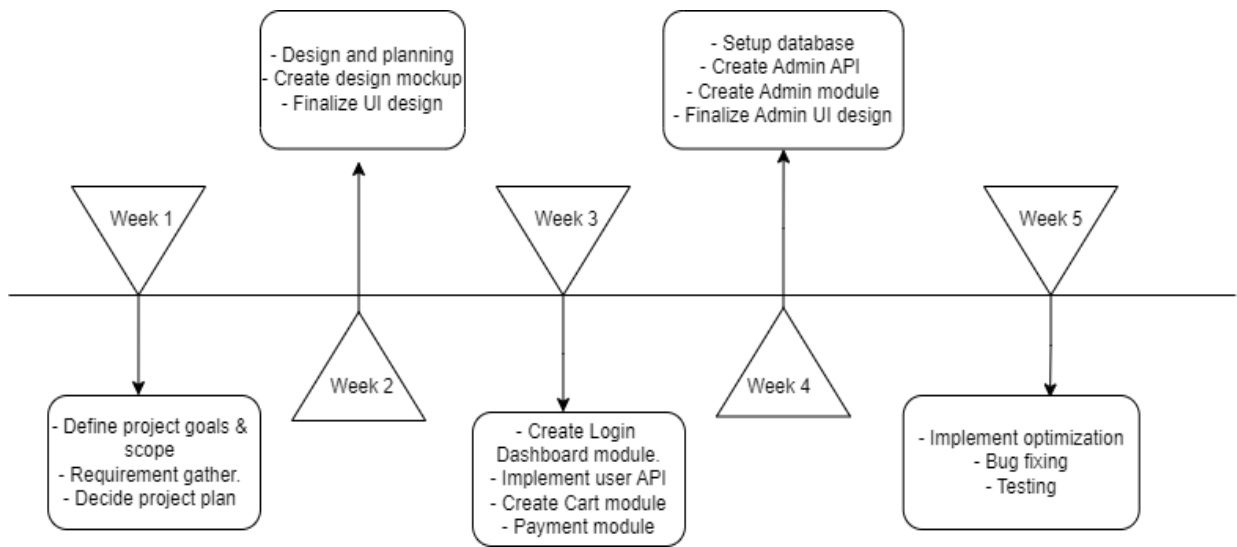 Week 1
- Define project goals &
scope
- Requirement gather.
- Decide project plan
- Design and planning
- Create design mockup
- Finalize UI design
Week 2
Week 3
- Create Login
Dashboard module.
- Implement user API
- Create Cart module
- Payment module
- Setup database
- Create Admin API
- Create Admin module
- Finalize Admin UI design
Week 4
Week 5
- Implement optimization
- Bug fixing
- Testing